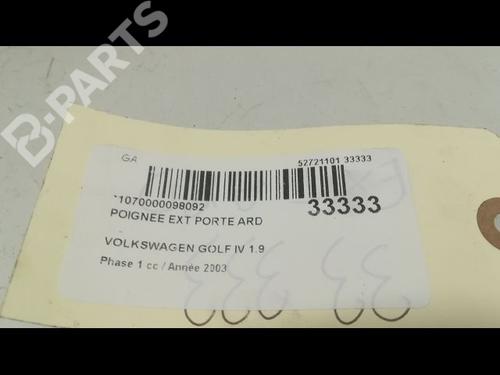 B-PARTS
GA
52721101 33333
*1070000098092
33333
POIGNEE EXT PORTE ARD
VOLKSWAGEN GOLF IV 1.9
Phase 1 cc / Année 2003